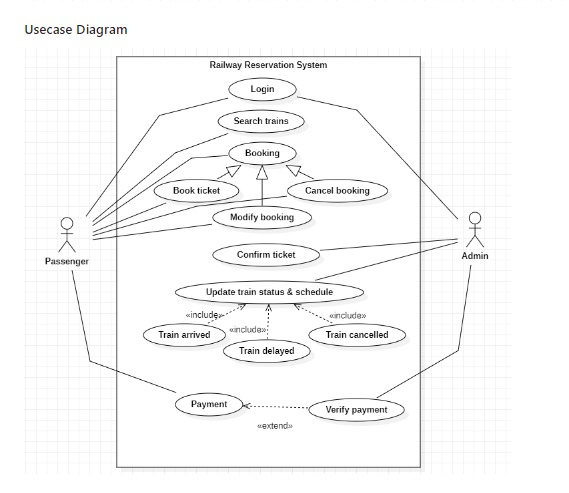 Usecase Diagram
Railway Reservation System
Login
Search trains
Booking
Book ticket
Cancel booking
Modify booking
Passenger
Admin
Confirm ticket
Update train status & schedule
«include»
«include»
«include»
Train arrived
Train cancelled
Train delayed
Payment
Verify payment
«extend»